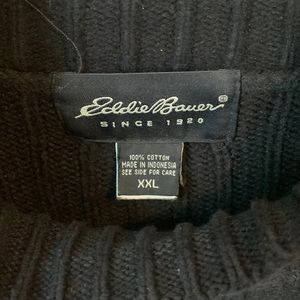 Eddie Bauer®
SINCE 1920
100% COTTON
MADE IN INDONESIA
SEE SIDE FOR CARE
XXL